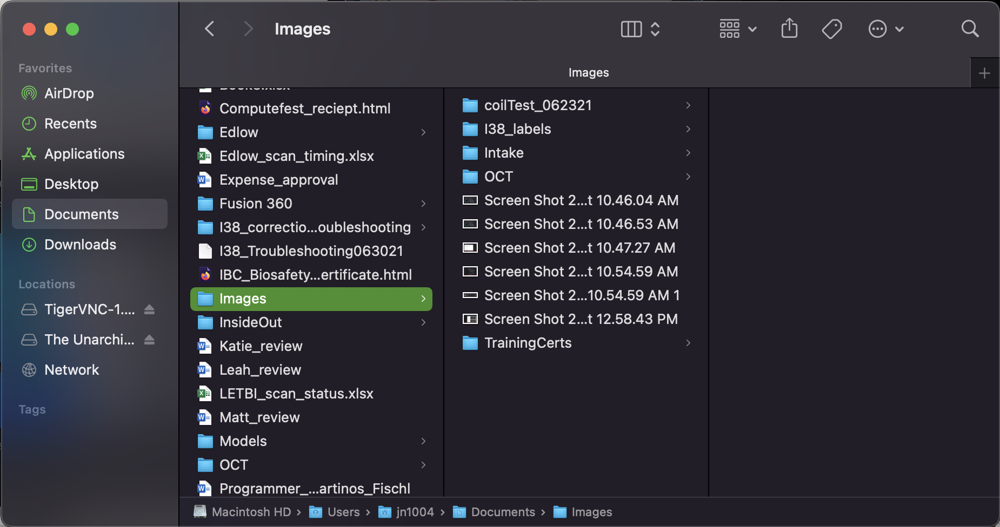 Images
Images
Favorites
AirDrop
Recents
Applications
Desktop
Documents
Downloads
Locations
TigerVNC-1....
The Unarchi...
Network
Tags
Computefest_reciept.html
Edlow
Edlow_scan_timing.xlsx
Expense_approval
Fusion 360
I38_correctio...oubleshooting
I38_Troubleshooting063021
IBC_Biosafety...ertificate.html
Images
InsideOut
Katie_review
Leah_review
LETBI_scan_status.xlsx
Matt_review
Models
OCT
Programmer_...artinos_Fischl
coilTest_062321
I38_labels
Intake
OCT
Screen Shot 2...t 10.46.04 AM
Screen Shot 2...t 10.46.53 AM
Screen Shot 2...t 10.47.27 AM
Screen Shot 2...t 10.54.59 AM
Screen Shot 2...10.54.59 AM 1
Screen Shot 2...t 12.58.43 PM
TrainingCerts
Macintosh HD › Users › jn1004 › Documents › Images